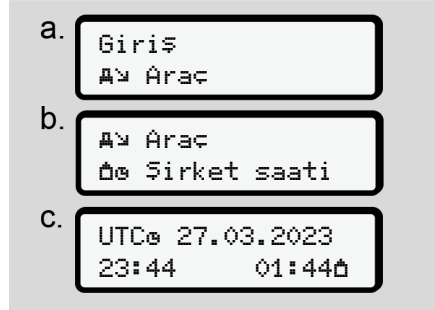 a.
Giriş
Araç
b.
Araç
Şirket saati
c.
UTC 27.03.2023
23:44 01:44